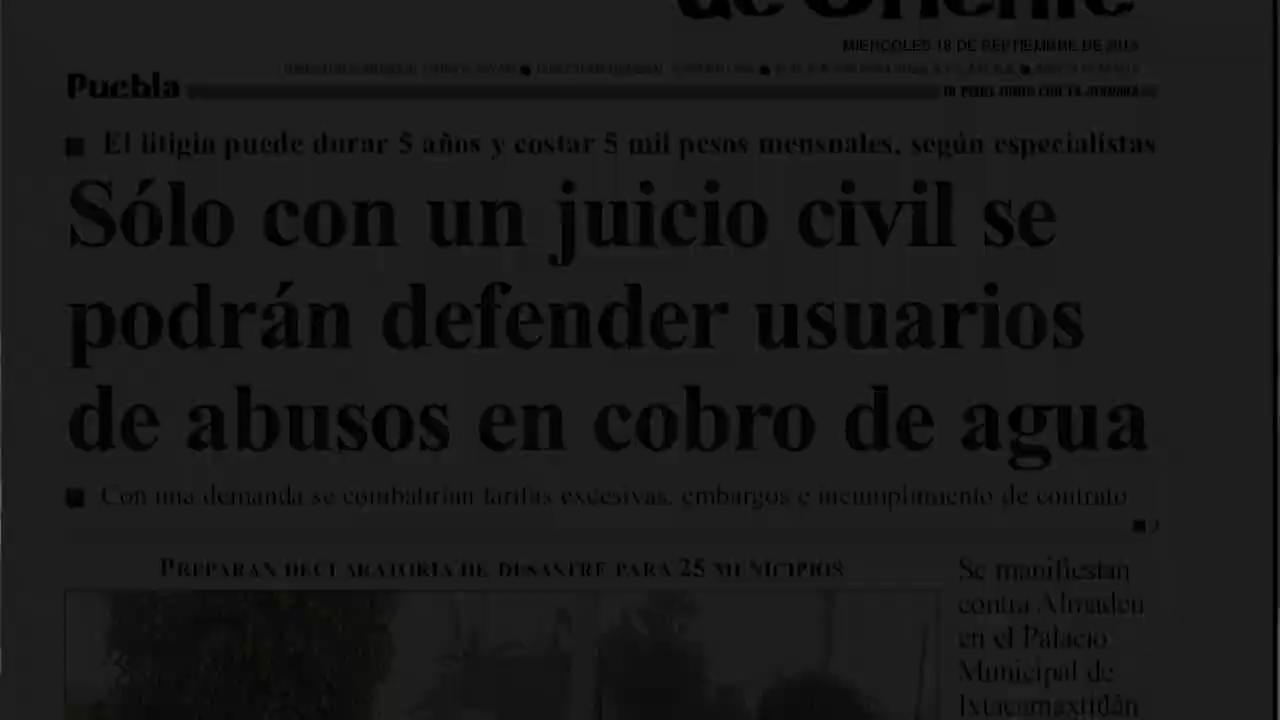 de Oriente
MIÉRCOLES 18 DE SEPTIEMBRE DE
Puebla
El litigio puede durar 5 años y costar 5 mil pesos mensuales, según especialistas
Sólo con un juicio civil se
podrán defender usuarios
de abusos en cobro de agua
Con una demanda se combatirían tarifas excesivas, embargos e incumplimiento de contrato
PREPARAN DECLARATORIA DE DESASTRE PARA 25 MUNICIPIOS
Se manifiestan
contra Almaden
en el Palacio
Municipal de
Ixtacamaxtitlán